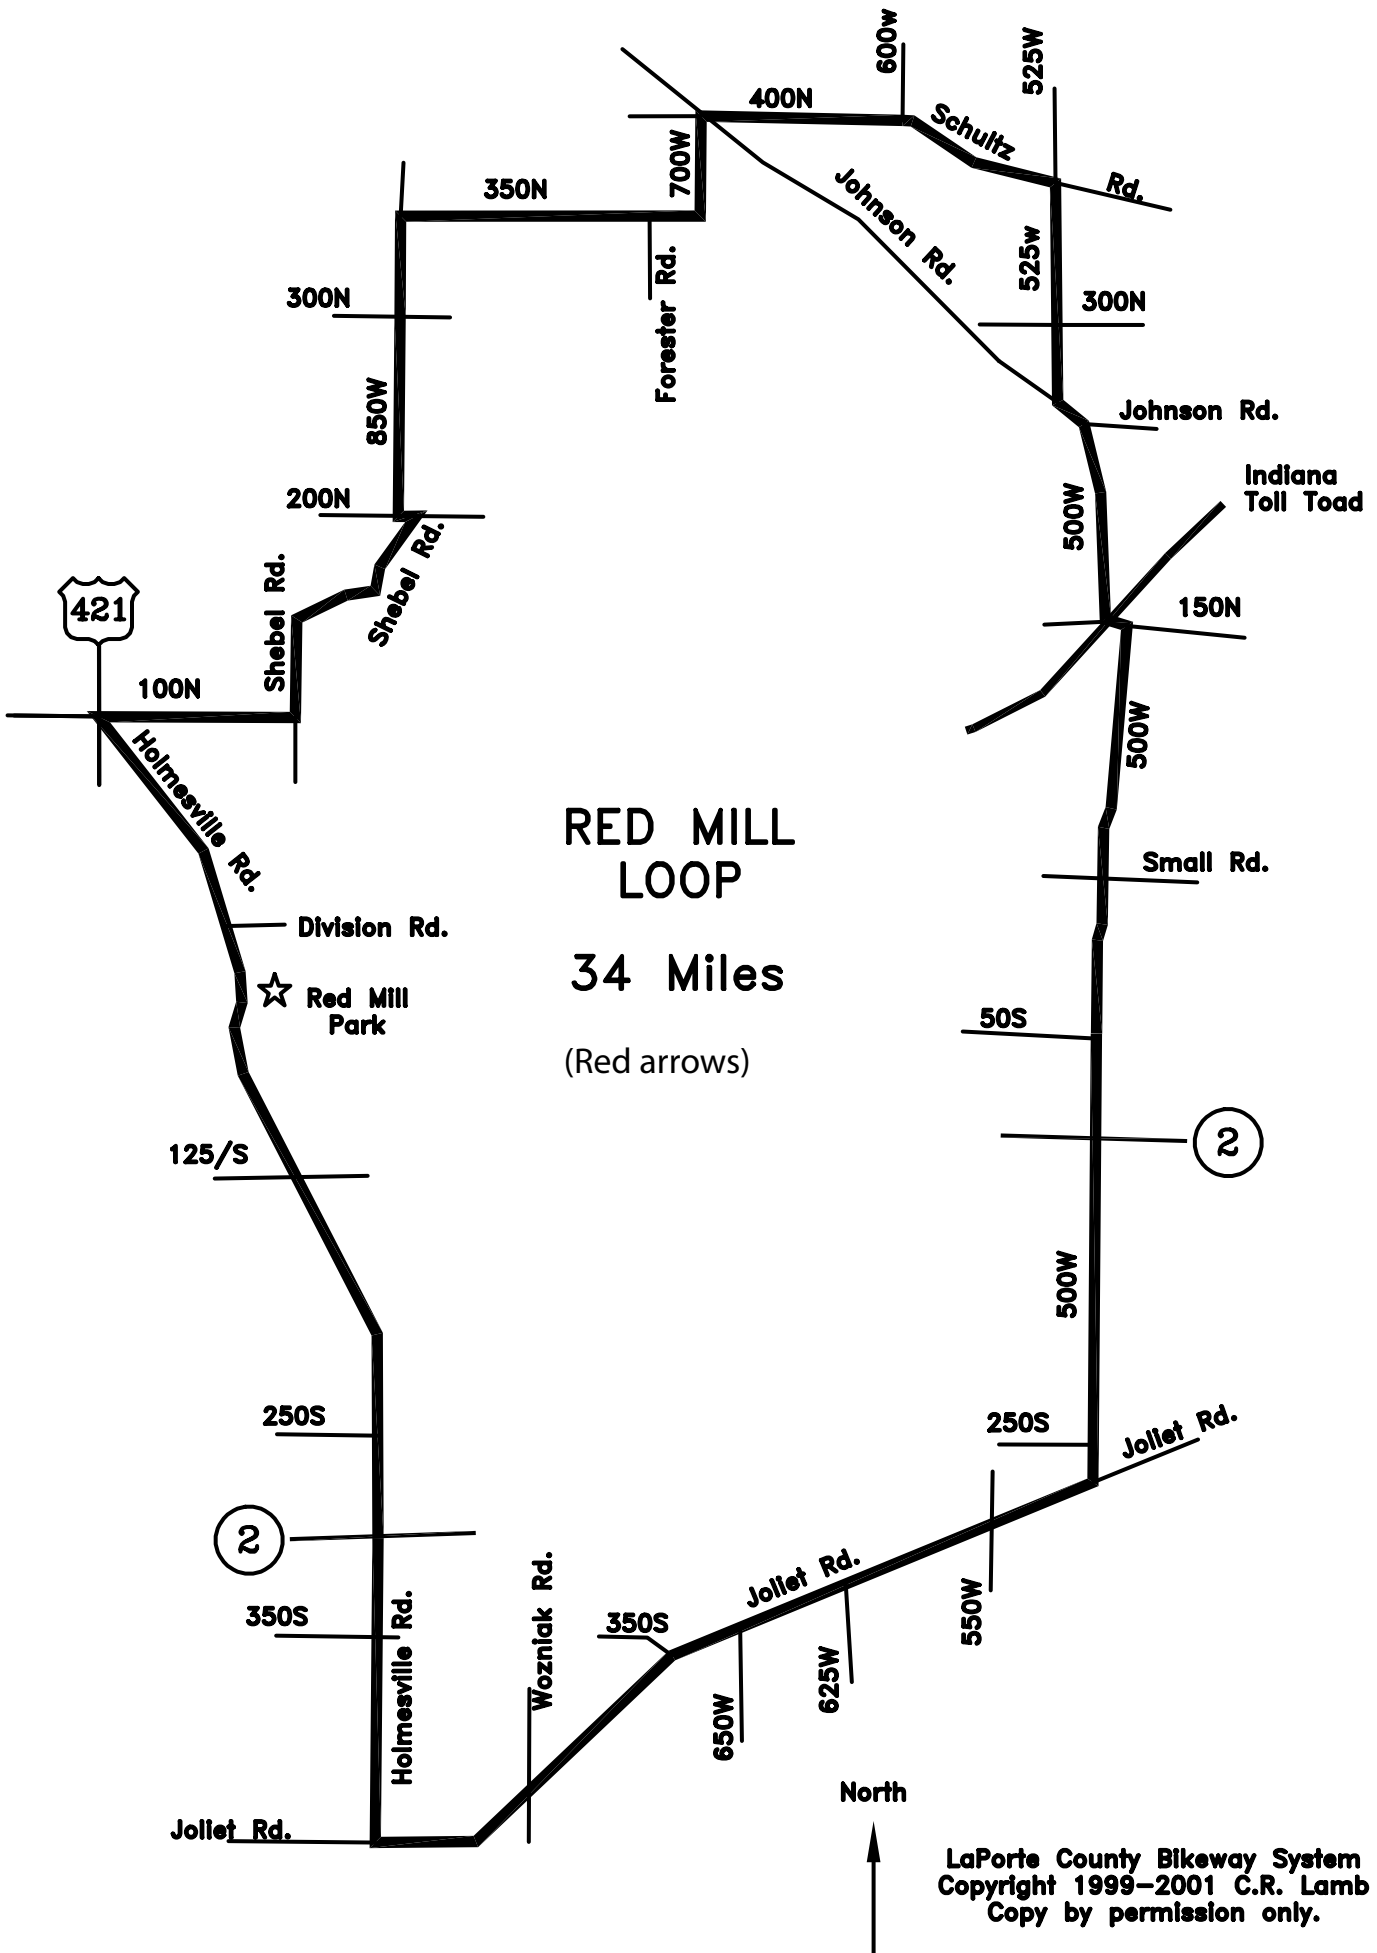 600w
525W
400N
Schultz
Rd.
700W
350N
Johnson Rd.
525w
300N
300N
Forester Rd.
850W
Johnson Rd.
Indiana
Toll Toad
200N
500W
Shebel Rd.
Shebel Rd.
421
150N
100N
500W
Holmesville Rd.
RED MILL
LOOP
Small Rd.
Division Rd.
34 Miles
Red Mill
Park
50S
(Red arrows)
125/S
2
500W
250S
250S
Joliet Rd.
2
Joliet Rd.
550W
350S
Holmesville Rd.
Wozniak Rd.
350S
625W
650W
North
Joliet Rd.
LaPorte County Bikeway System
Copyright 1999-2001 C.R. Lamb
Copy by permission only.